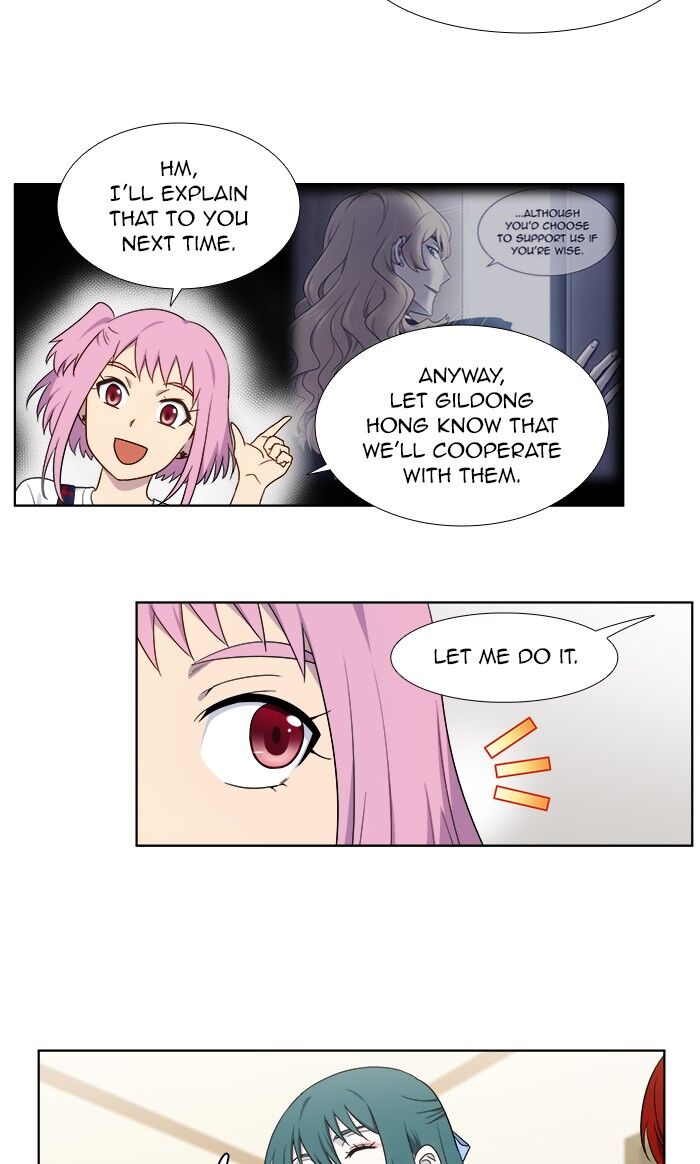 HM,
I'LL EXPLAIN
THAT TO YOU
NEXT TIME.
...ALTHOUGH
YOU'D CHOOSE
TO SUPPORT US IF
YOU'RE WISE.
ANYWAY,
LET GILDONG
HONG KNOW THAT
WE'LL COOPERATE
WITH THEM.
LET ME DO IT.